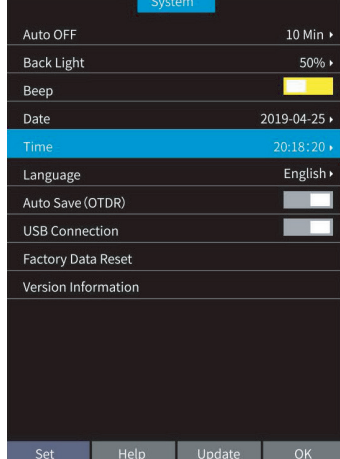 System
Auto OFF 10 Min
Back Light 50%
Beep
Date 2019-04-25
Time 20:18:20
Language English
Auto Save(OTDR)
USB Connection
Factory Data Reset
Version Information
Set Help Update OK